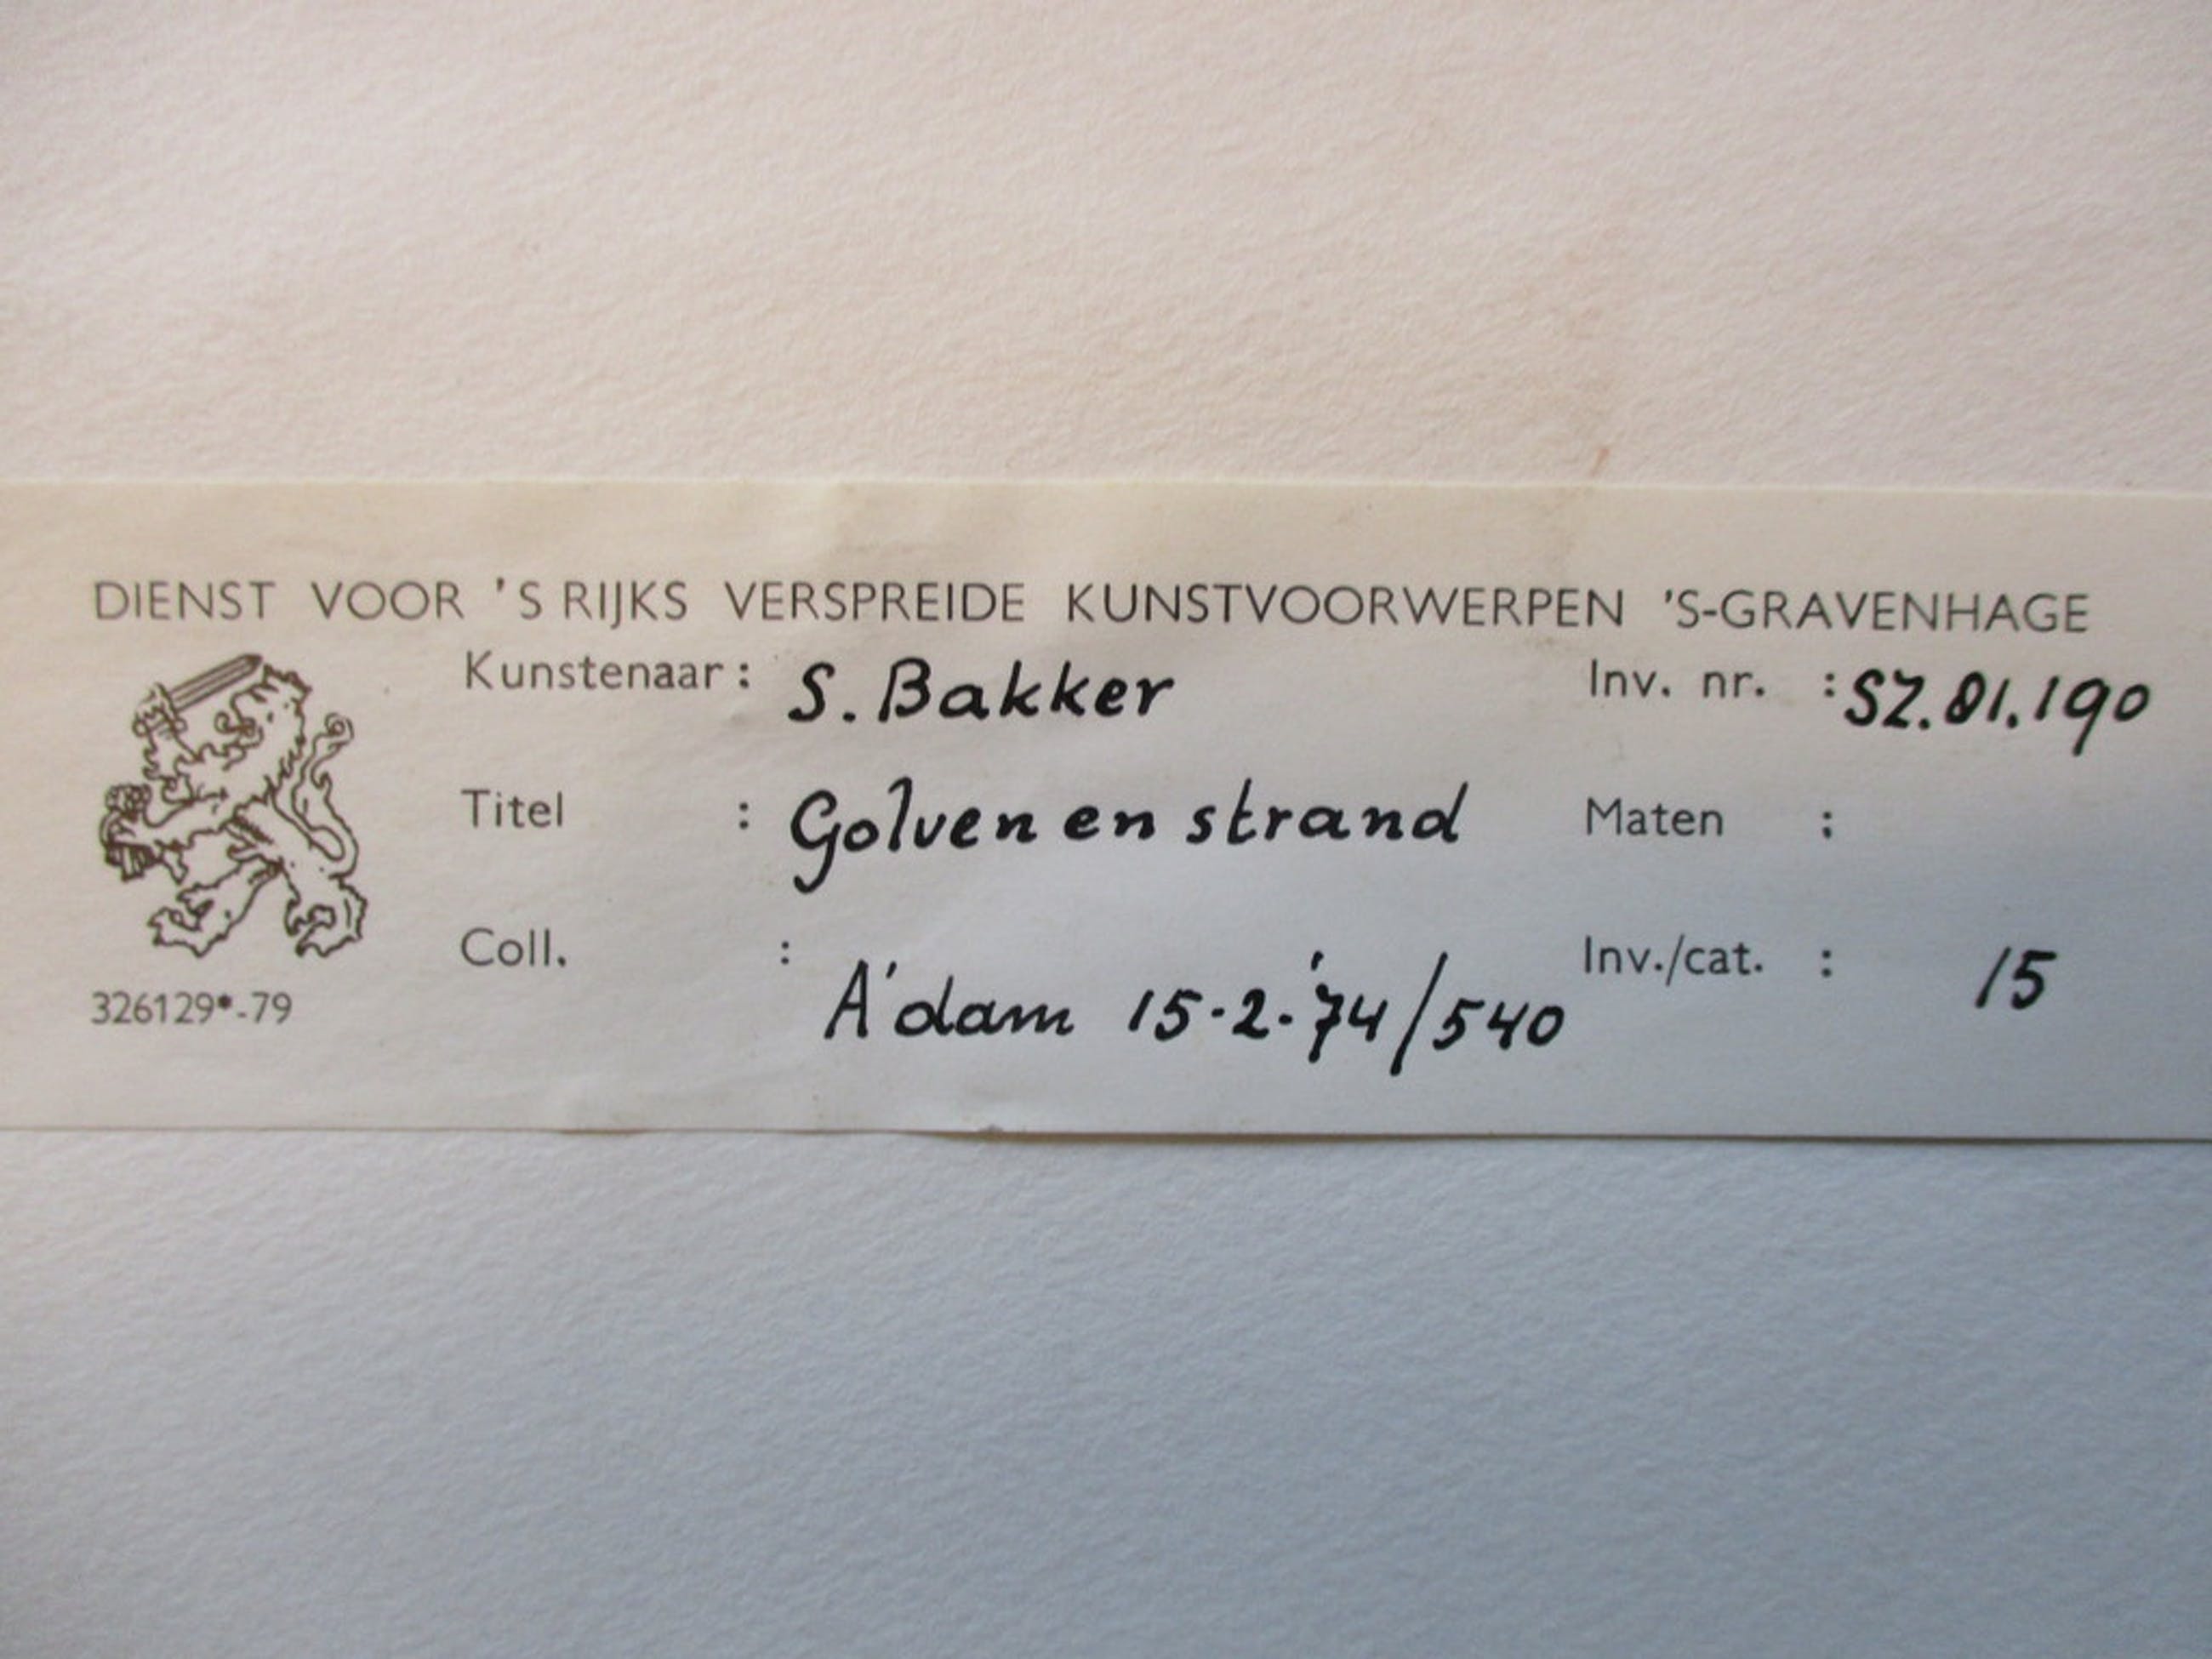 DIENST VOOR 'S RIJKS VERSPREIDE KUNSTVOORWERPEN 'S-GRAVENHAGE
Kunstenaar : S. Bakker Inv. nr. : SZ.81.190
Titel : Golven en strand Maten :
Coll. : A'dam 15-2-'74/540 Inv./cat. : 15
326129*-79